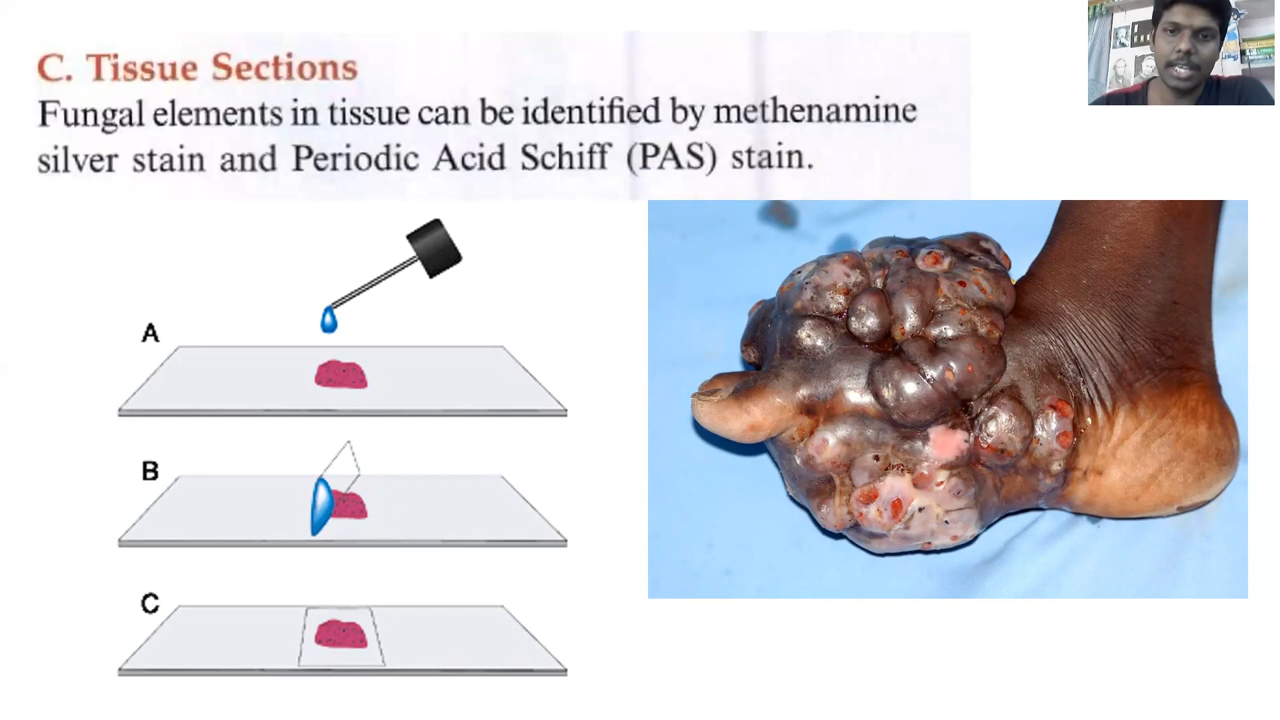 C. Tissue Sections
Fungal elements in tissue can be identified by methenamine
silver stain and Periodic Acid Schiff (PAS) stain.
A
B
C